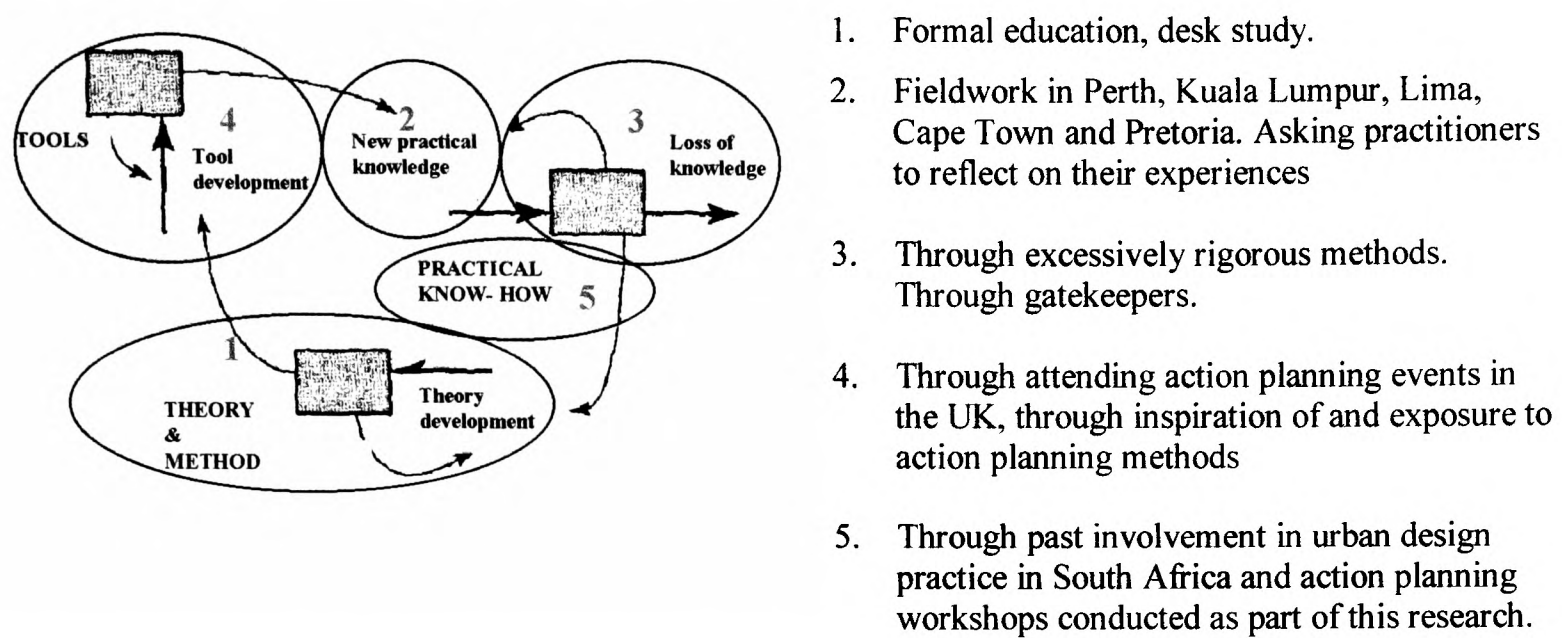 TOOLS
4
Tool
development
2
New practical
knowledge
3
Loss of
knowledge
PRACTICAL
KNOW- HOW
5
1
THEORY
&
METHOD
Theory
development
1. Formal education, desk study.
2. Fieldwork in Perth, Kuala Lumpur, Lima,
Cape Town and Pretoria. Asking practitioners
to reflect on their experiences
3. Through excessively rigorous methods.
Through gatekeepers.
4. Through attending action planning events in
the UK, through inspiration of and exposure to
action planning methods
5. Through past involvement in urban design
practice in South Africa and action planning
workshops conducted as part of this research.